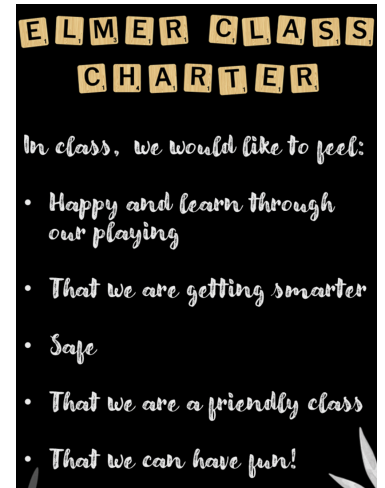 ELMER CLASS
CHARTER
In class, we would like to feel:
• Happy and learn through
our playing
• That we are getting smarter
• Safe
• That we are a friendly class
• That we can have fun!